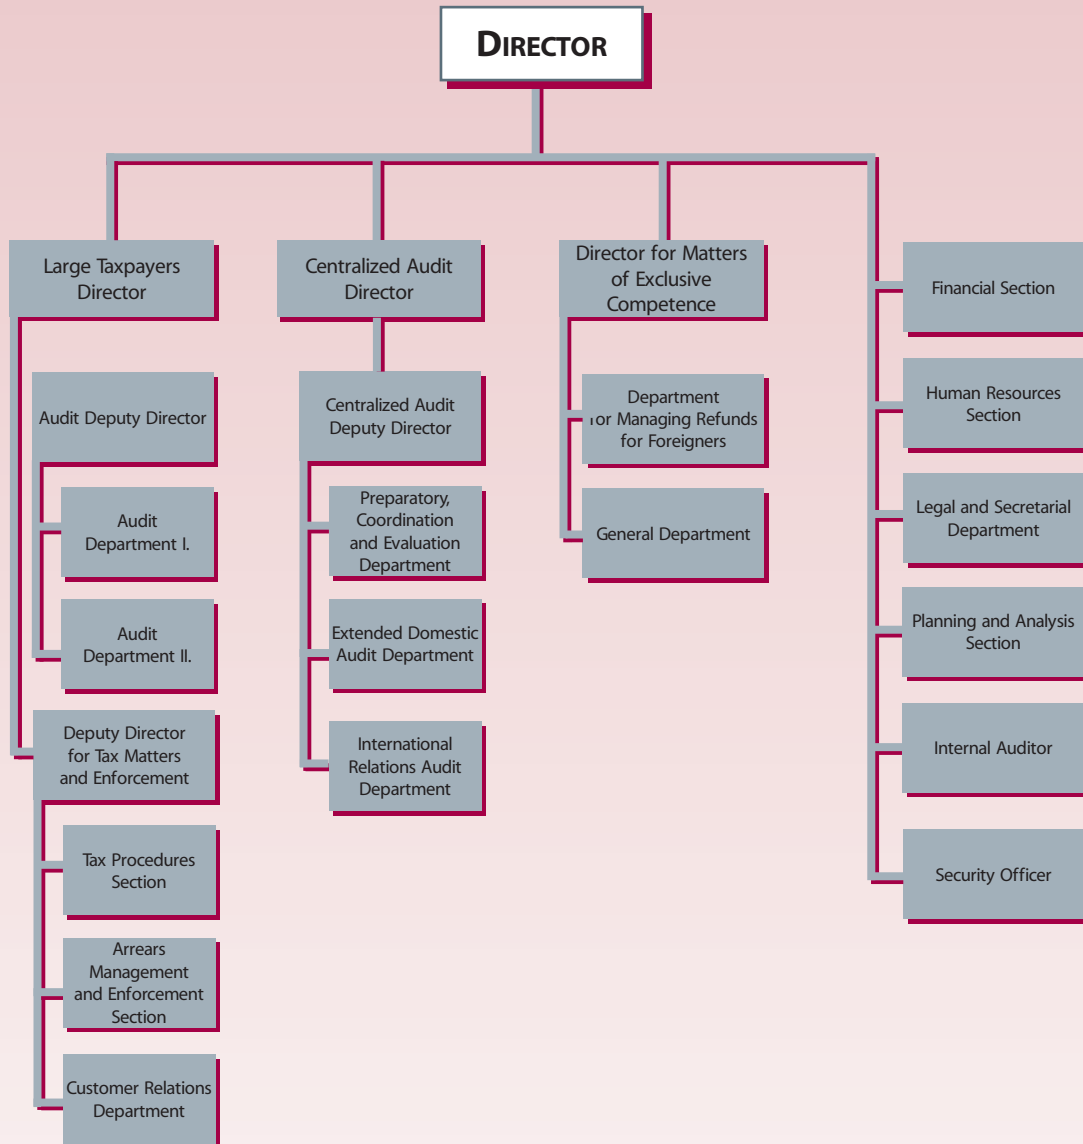 DIRECTOR
Large Taxpayers
Director
Audit Deputy Director
Audit
Department I.
Audit
Department II.
Deputy Director
for Tax Matters
and Enforcement
Tax Procedures
Section
Arrears
Management
and Enforcement
Section
Customer Relations
Department
Centralized Audit
Director
Centralized Audit
Deputy Director
Preparatory,
Coordination
and Evaluation
Department
Extended Domestic
Audit Department
International
Relations Audit
Department
Director for Matters
of Exclusive
Competence
Department
for Managing Refunds
for Foreigners
General Department
Financial Section
Human Resources
Section
Legal and Secretarial
Department
Planning and Analysis
Section
Internal Auditor
Security Officer